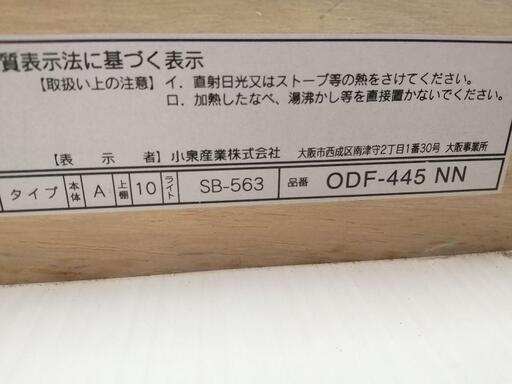 質表示法に基づく表示
【取扱い上の注意】イ．直射日光又はストーブ等の熱をさけてください。
ロ．加熱したなべ、湯沸かし等を直接置かないでください。
【表示者】小泉産業株式会社 大阪市西成区南津守2丁目1番30号 大阪事業所
タイプ 本体 A 上棚 10 ライト SB-563 品番 ODF-445 NN